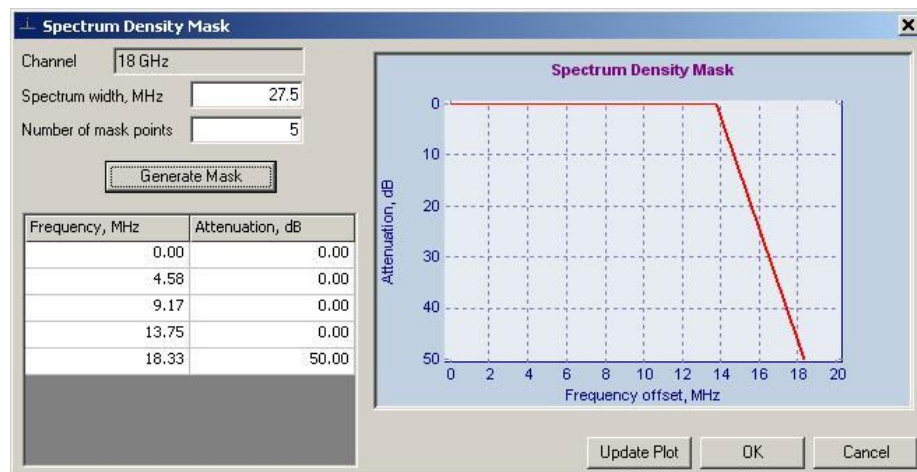 Spectrum Density Mask
Channel 18 GHz
Spectrum width, MHz 27.5
Number of mask points 5
Generate Mask
Frequency, MHz Attenuation, dB
0.00 0.00
4.58 0.00
9.17 0.00
13.75 0.00
18.33 50.00
Spectrum Density Mask
Attenuation, dB
0
10
20
30
40
50
0 2 4 6 8 10 12 14 16 18 20
Frequency offset, MHz
Update Plot OK Cancel